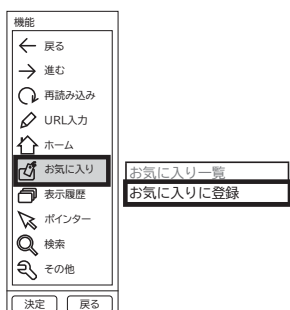 機能
戻る
進む
再読み込み
URL入力
ホーム
お気に入り
お気に入り一覧
お気に入りに登録
表示履歴
ポインター
検索
その他
決定 戻る